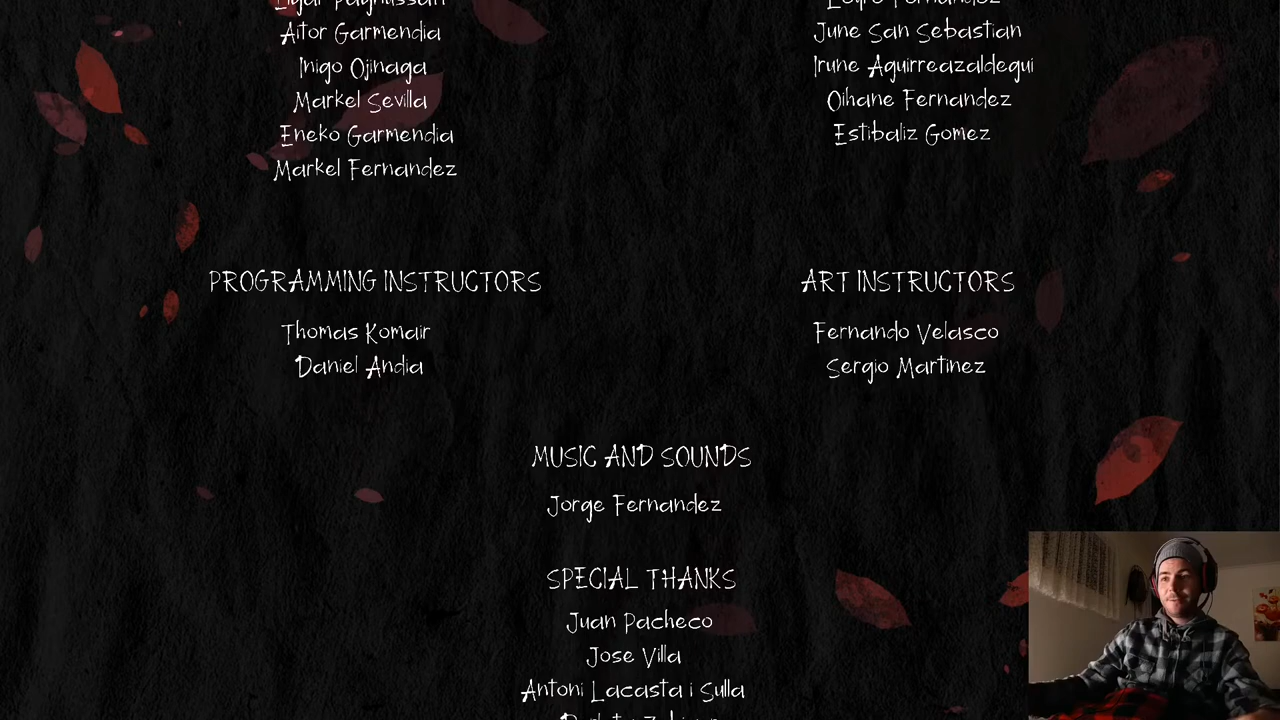 Aitor Garmendia
Inigo Ojinaga
Markel Sevilla
Eneko Garmendia
Markel Fernandez
Fernandez
June San Sebastian
Irune Aguirreazaldegui
Oihane Fernandez
Estibaliz Gomez
PROGRAMMING INSTRUCTORS
Thomas Komair
Daniel Andia
ART INSTRUCTORS
Fernando Velasco
Sergio Martinez
MUSIC AND SOUNDS
Jorge Fernandez
SPECIAL THANKS
Juan Pacheco
Jose Villa
Antoni Lacasta i Sulla